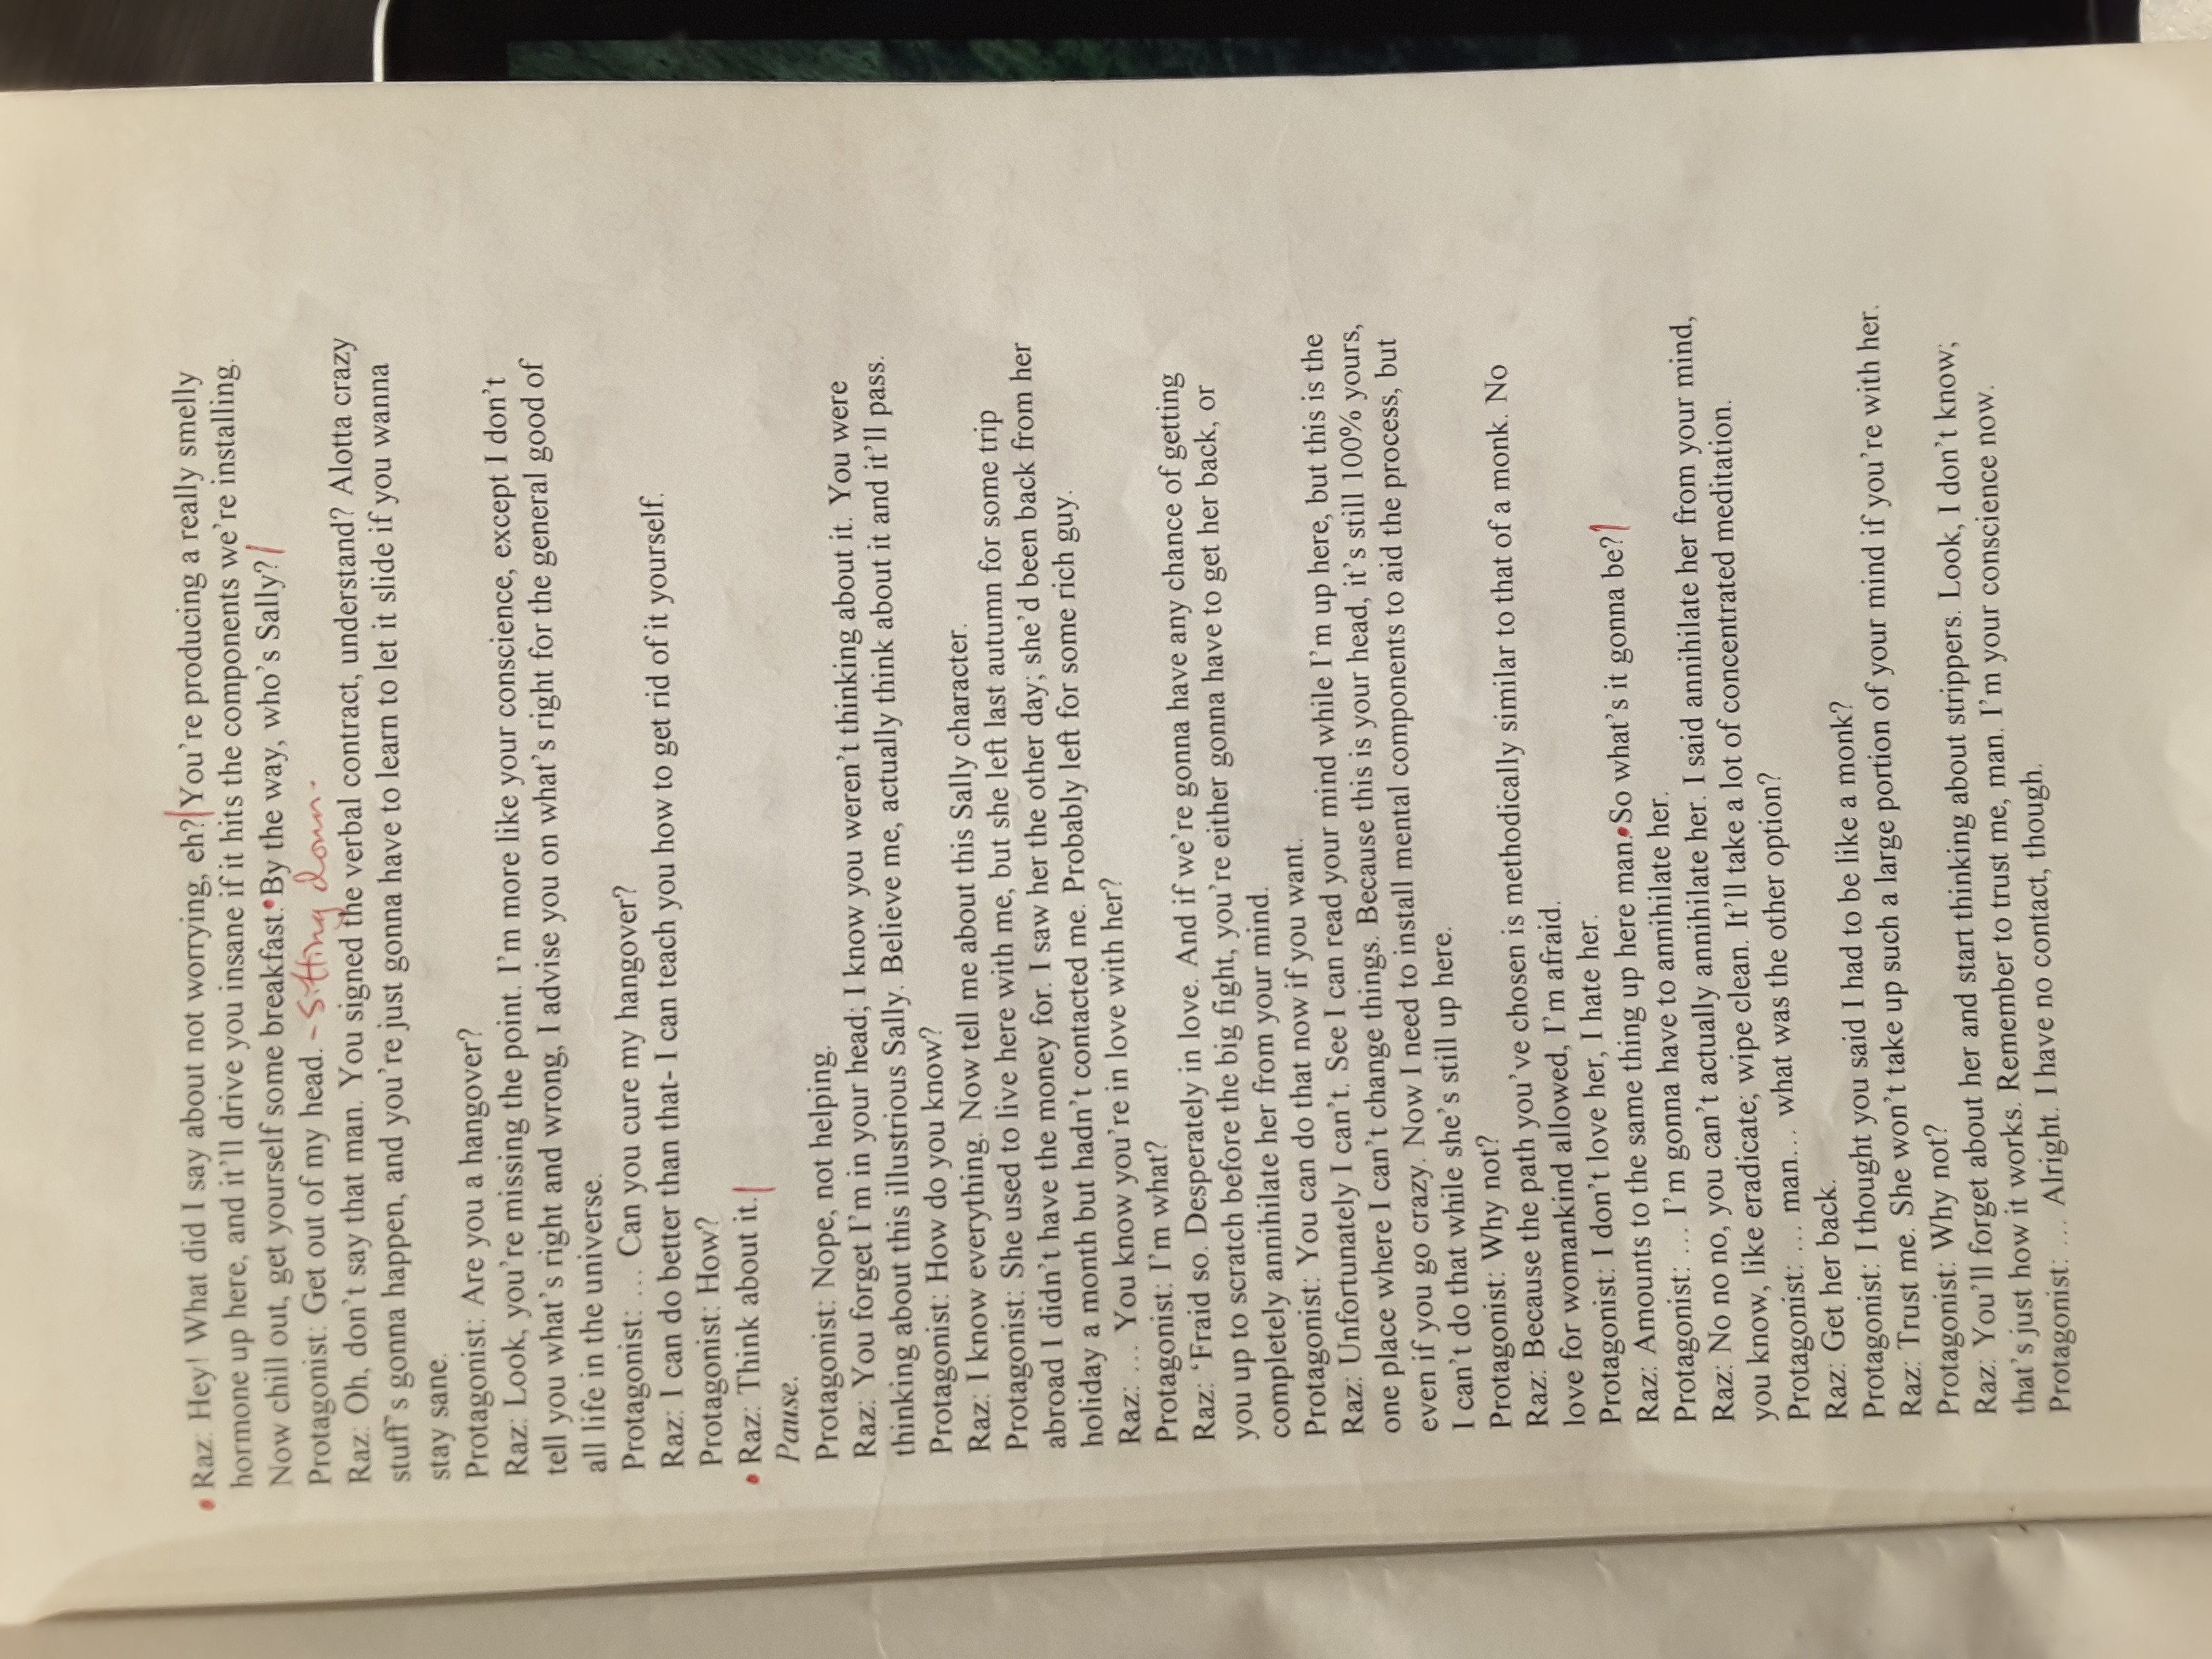 Raz: Hey! What did I say about not worrying, eh? You're producing a really smelly
hormone up here, and it'll drive you insane if it hits the components we're installing.
Now chill out, get yourself some breakfast. By the way, who's Sally?
Protagonist: Get out of my head. - Sitting down.
Raz: Oh, don't say that man. You signed the verbal contract, understand? Alotta crazy
stuff's gonna happen, and you're just gonna have to learn to let it slide if you wanna
stay sane.
Protagonist: Are you a hangover?
Raz: Look, you're missing the point. I'm more like your conscience, except I don't
tell you what's right and wrong, I advise you on what's right for the general good of
all life in the universe.
Protagonist: ... Can you cure my hangover?
Raz: I can do better than that- I can teach you how to get rid of it yourself.
Protagonist: How?
Raz: Think about it.
Pause.
Protagonist: Nope, not helping.
Raz: You forget I'm in your head; I know you weren't thinking about it. You were
thinking about this illustrious Sally. Believe me, actually think about it and it'll pass.
Protagonist: How do you know?
Raz: I know everything. Now tell me about this Sally character.
Protagonist: She used to live here with me, but she left last autumn for some trip
abroad I didn't have the money for. I saw her the other day; she'd been back from her
holiday a month but hadn't contacted me. Probably left for some rich guy.
Raz: ... You know you're in love with her?
Protagonist: I'm what?
Raz: 'Fraid so. Desperately in love. And if we're gonna have any chance of getting
you up to scratch before the big fight, you're either gonna have to get her back, or
completely annihilate her from your mind.
Protagonist: You can do that now if you want.
Raz: Unfortunately I can't. See I can read your mind while I'm up here, but this is the
one place where I can't change things. Because this is your head, it's still 100% yours,
even if you go crazy. Now I need to install mental components to aid the process, but
I can't do that while she's still up here.
Protagonist: Why not?
Raz: Because the path you've chosen is methodically similar to that of a monk. No
love for womankind allowed, I'm afraid.
Protagonist: I don't love her, I hate her.
Raz: Amounts to the same thing up here man. So what's it gonna be?
Protagonist: ... I'm gonna have to annihilate her.
Raz: No no no, you can't actually annihilate her. I said annihilate her from your mind,
you know, like eradicate; wipe clean. It'll take a lot of concentrated meditation.
Protagonist: ... man... what was the other option?
Raz: Get her back.
Protagonist: I thought you said I had to be like a monk?
Raz: Trust me. She won't take up such a large portion of your mind if you're with her.
Protagonist: Why not?
Raz: You'll forget about her and start thinking about strippers. Look, I don't know;
that's just how it works. Remember to trust me, man. I'm your conscience now.
Protagonist: ... Alright. I have no contact, though.